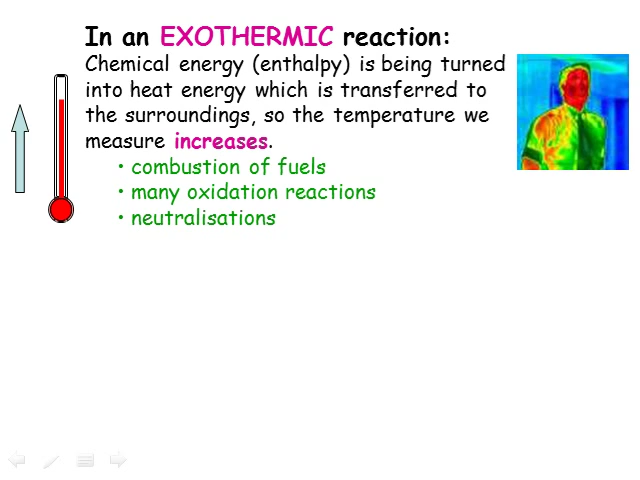 In an EXOTHERMIC reaction:
Chemical energy (enthalpy) is being turned
into heat energy which is transferred to
the surroundings, so the temperature we
measure increases.
• combustion of fuels
• many oxidation reactions
• neutralisations